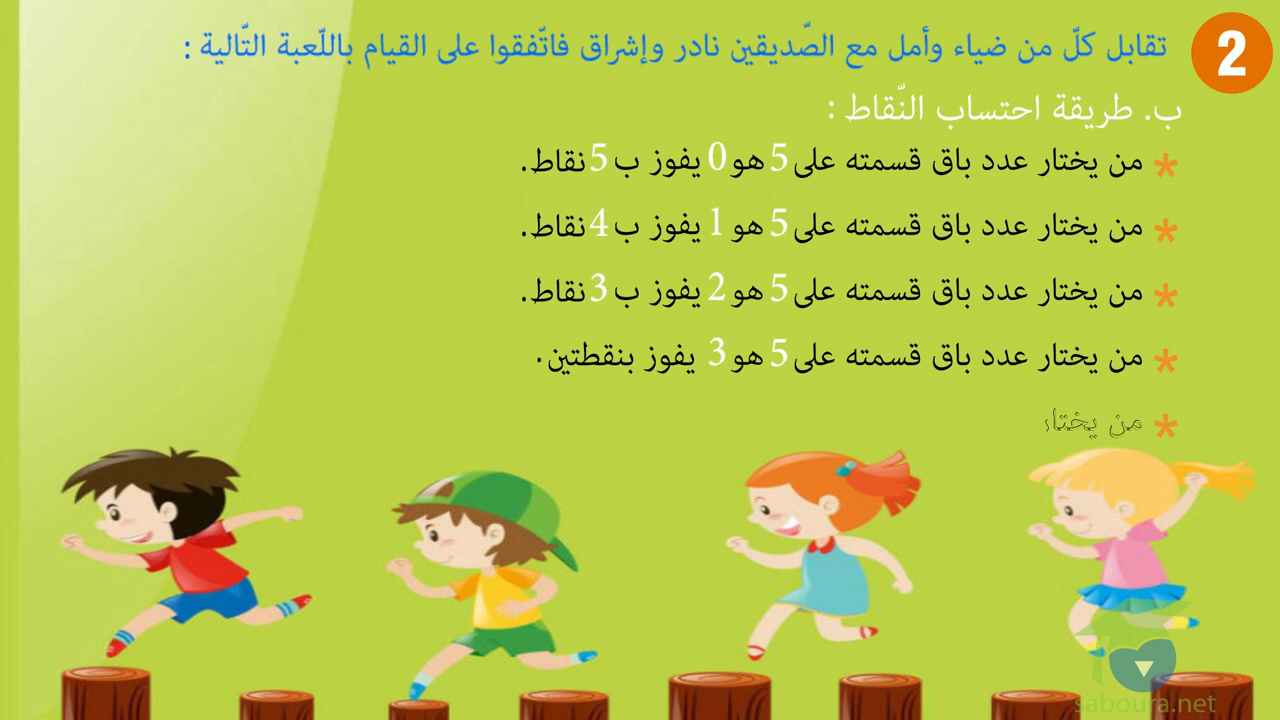 2
تقابل كلّ من ضياء وأمل مع الصّديقين نادر وإشراق فاتّفقوا على القيام باللّعبة التّالية :
ب. طريقة احتساب النّقاط :
* من يختار عدد باق قسمته على 5 هو 0 يفوز ب 5 نقاط.
* من يختار عدد باق قسمته على 5 هو 1 يفوز ب 4 نقاط.
* من يختار عدد باق قسمته على 5 هو 2 يفوز ب 3 نقاط.
* من يختار عدد باق قسمته على 5 هو 3 يفوز بنقطتين.
* من يختا
saboura.net